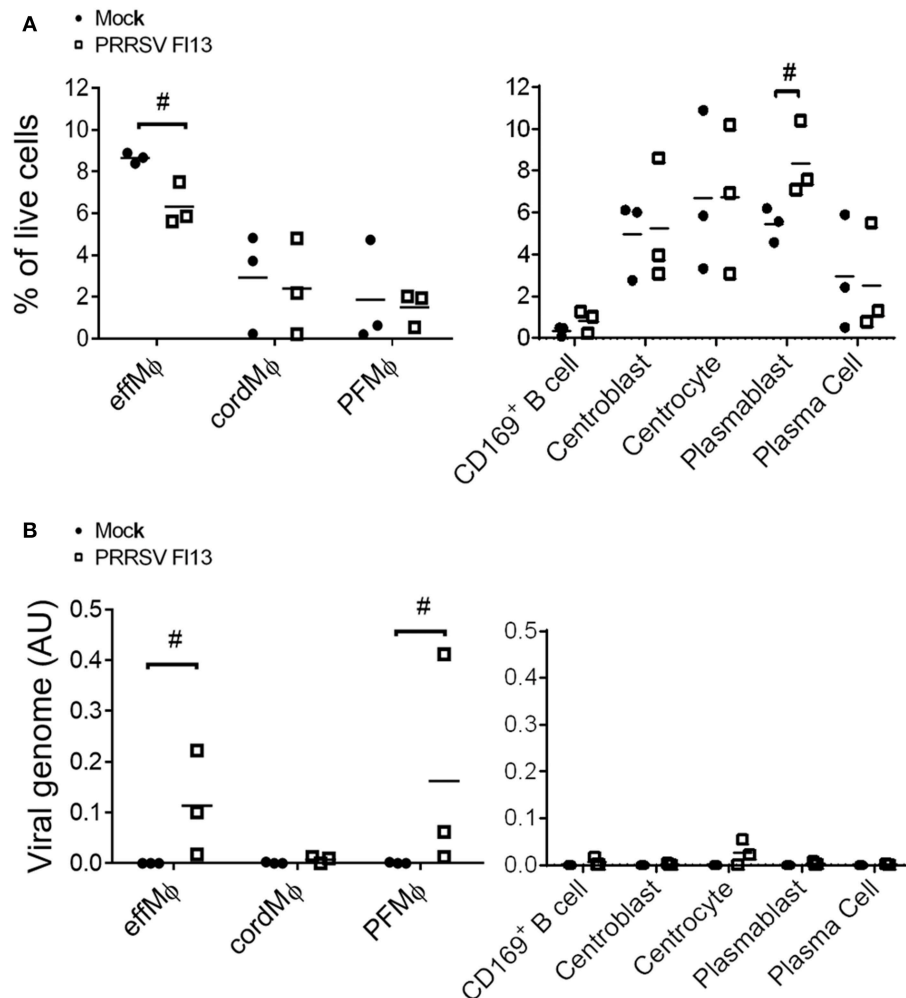 A
● Mock
□ PRRSV FI13
% of live cells
12
10
8
6
4
2
0
#
effMϕ
cordMϕ
PFMϕ
12
10
8
6
4
2
0
#
CD169⁺ B cell
Centroblast
Centrocyte
Plasmablast
Plasma Cell
B
● Mock
□ PRRSV FI13
Viral genome (AU)
0.5
0.4
0.3
0.2
0.1
0.0
#
#
effMϕ
cordMϕ
PFMϕ
0.5
0.4
0.3
0.2
0.1
0.0
CD169⁺ B cell
Centroblast
Centrocyte
Plasmablast
Plasma Cell